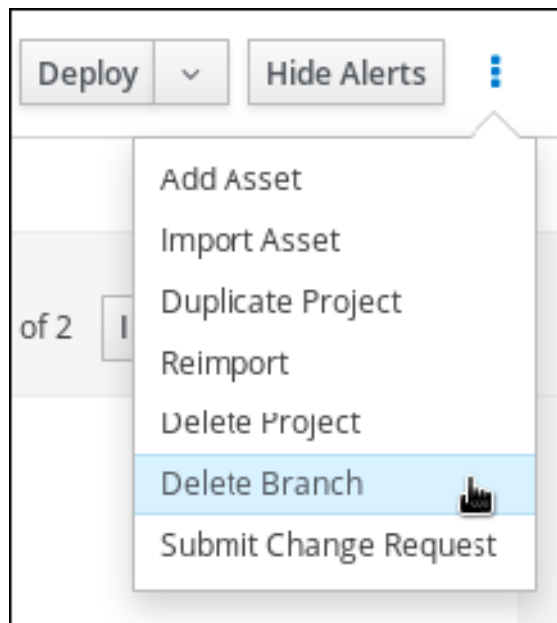 Deploy Hide Alerts
Add Asset
Import Asset
Duplicate Project
of 2
Reimport
Delete Project
Delete Branch
Submit Change Request